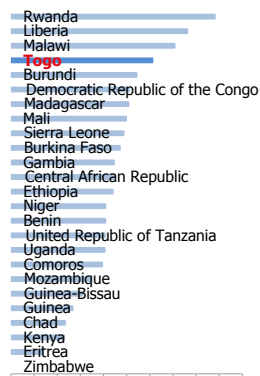 Rwanda
Liberia
Malawi
Togo
Burundi
Democratic Republic of the Congo
Madagascar
Mali
Sierra Leone
Burkina Faso
Gambia
Central African Republic
Ethiopia
Niger
Benin
United Republic of Tanzania
Uganda
Comoros
Mozambique
Guinea-Bissau
Guinea
Chad
Kenya
Eritrea
Zimbabwe